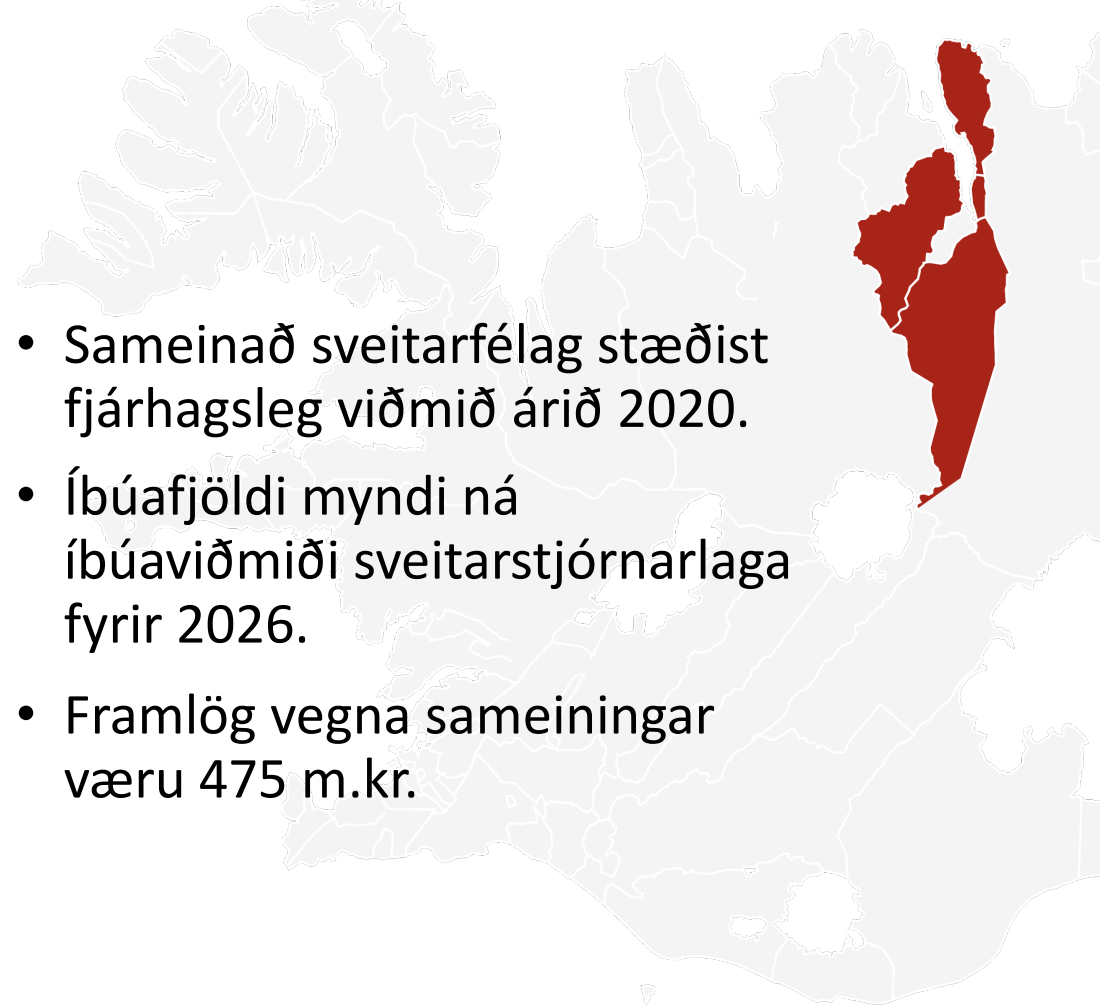 • Sameinað sveitarfélag stæðist
fjárhagsleg viðmið árið 2020.
• Íbúafjöldi myndi ná
íbúaviðmiði sveitarstjórnarlaga
fyrir 2026.
• Framlög vegna sameiningar
væru 475 m.kr.